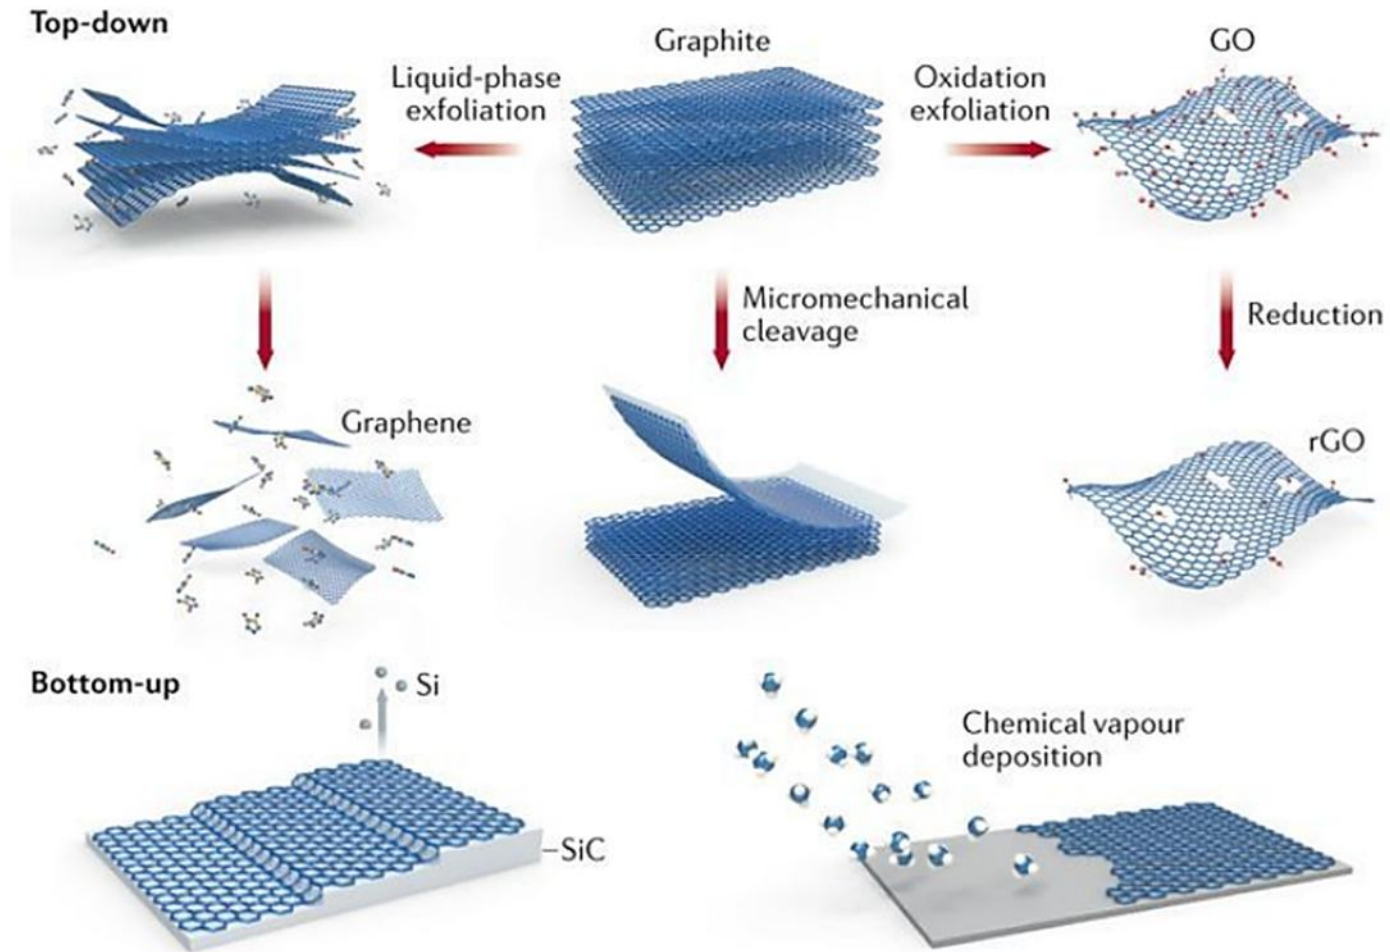 Top-down
Graphite
GO
Liquid-phase
exfoliation
Oxidation
exfoliation
Micromechanical
cleavage
Reduction
Graphene
rGO
Bottom-up
Si
Chemical vapour
deposition
SiC